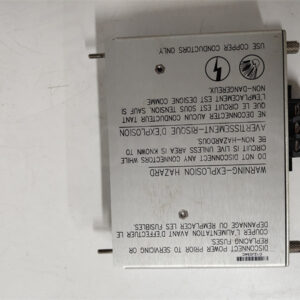 DISCONNECT PRIOR TO SERVICING OR
REPLACING FUSES.
COUPER L'ALIMENTATION AVANT D'EFFECTUER LE
DEPANNAGE OU REMPLACER LES FUSIBLES.
WARNING-EXPLOSION HAZARD
DO NOT DISCONNECT ANY CONNECTORS WHILE
CIRCUIT IS LIVE UNLESS AREA IS KNOWN TO
BE NON-HAZARDOUS
AVERTISSEMENT-RISQUE D'EXPLOSION
NE DECONNECTER AUCUN CONDUCTEUR TANT
QUE LE CIRCUIT EST SOUS TENSION, SAUF SI
L'EMPLACEMENT EST DESIGNE COMME
NON-DANGEREUX.
USE COPPER CONDUCTORS ONLY